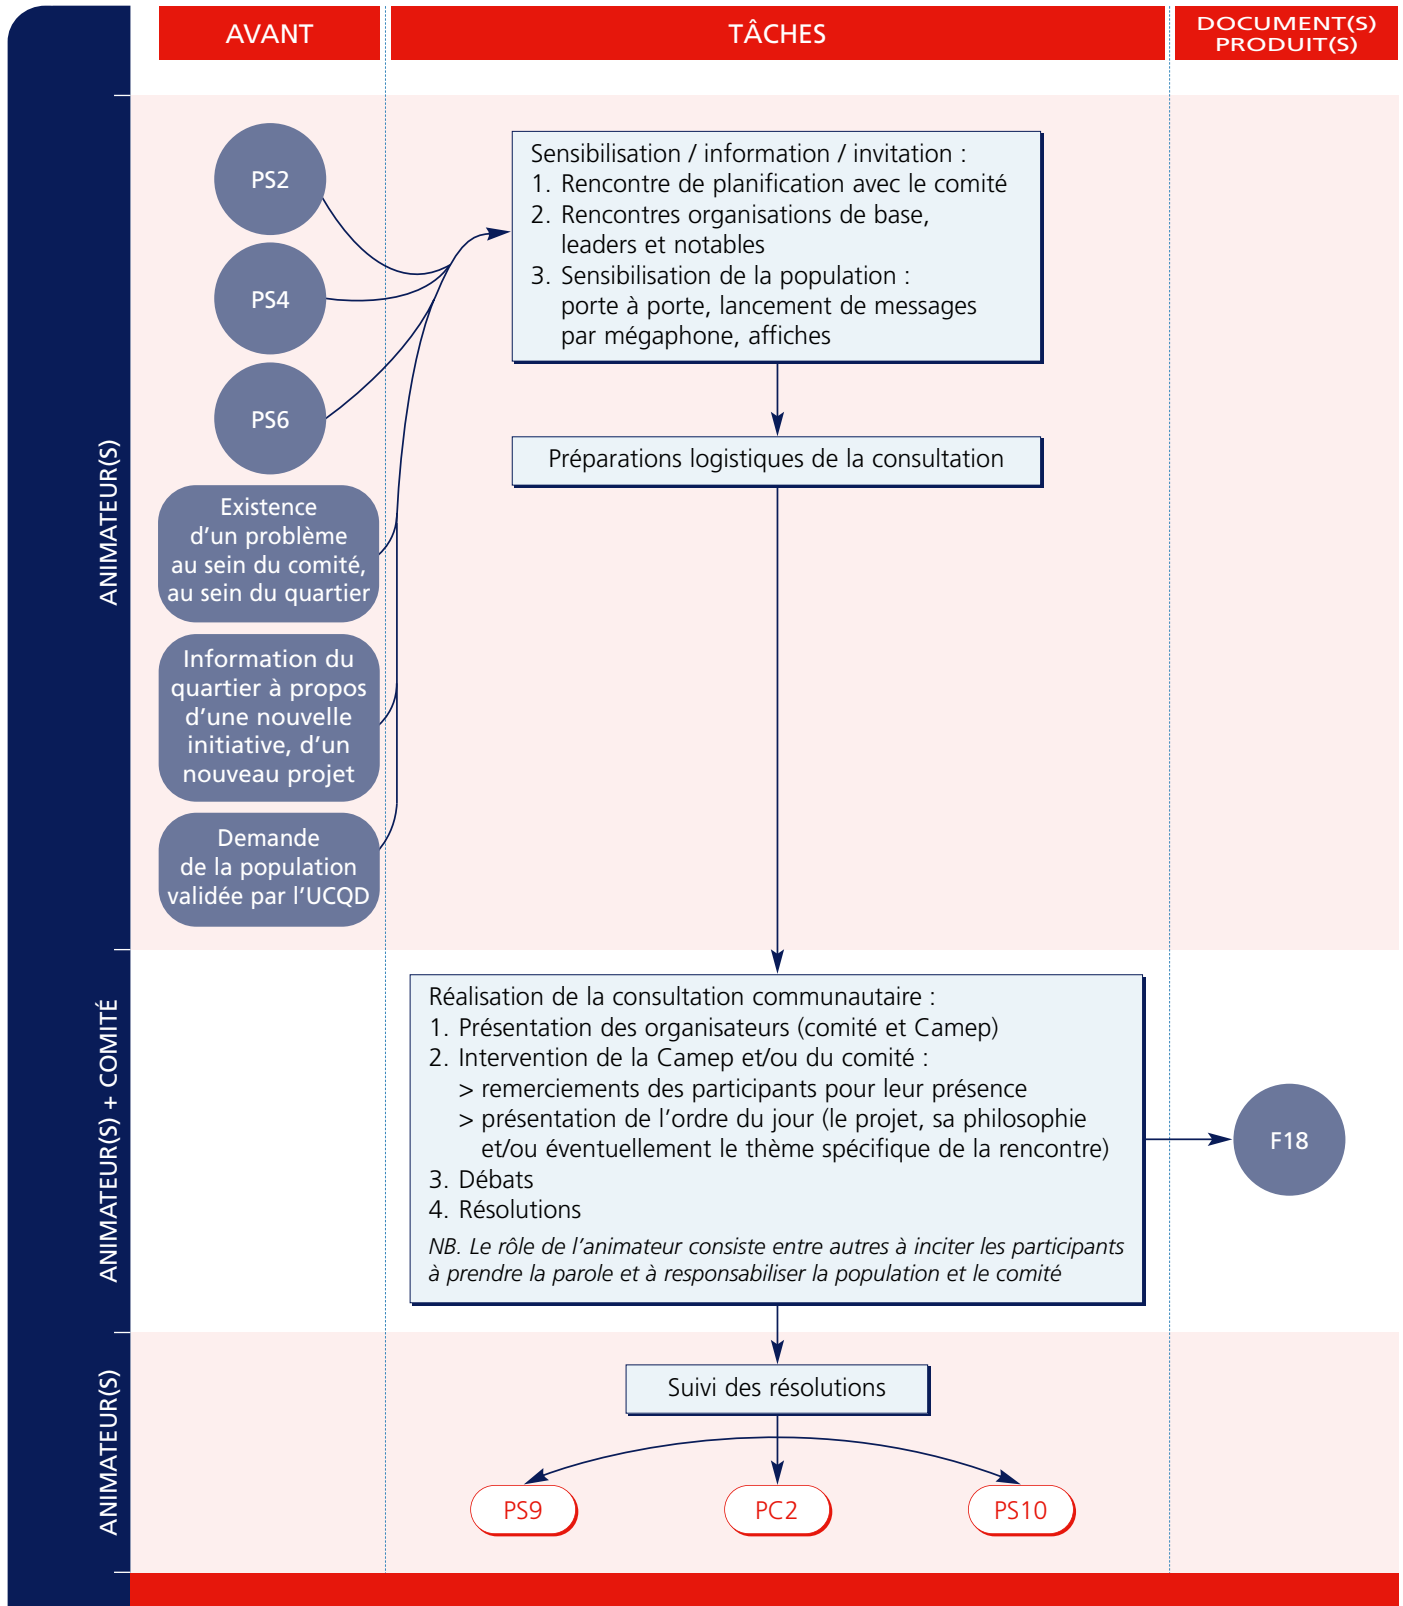 AVANT
TÂCHES
DOCUMENT(S)
PRODUIT(S)
ANIMATEUR(S)
PS2
PS4
PS6
Existence
d'un problème
au sein du comité,
au sein du quartier
Information du
quartier à propos
d'une nouvelle
initiative, d'un
nouveau projet
Demande
de la population
validée par l'UCQD
Sensibilisation / information / invitation :
1. Rencontre de planification avec le comité
2. Rencontres organisations de base,
leaders et notables
3. Sensibilisation de la population :
porte à porte, lancement de messages
par mégaphone, affiches
Préparations logistiques de la consultation
ANIMATEUR(S) + COMITÉ
Réalisation de la consultation communautaire :
1. Présentation des organisateurs (comité et Camep)
2. Intervention de la Camep et/ou du comité :
> remerciements des participants pour leur présence
> présentation de l'ordre du jour (le projet, sa philosophie
et/ou éventuellement le thème spécifique de la rencontre)
3. Débats
4. Résolutions
NB. Le rôle de l'animateur consiste entre autres à inciter les participants
à prendre la parole et à responsabiliser la population et le comité
F18
ANIMATEUR(S)
Suivi des résolutions
PS9
PC2
PS10